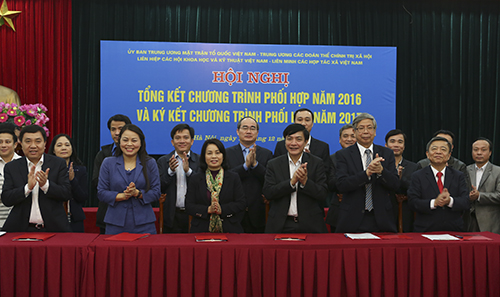 ỦY BAN TRUNG ƯƠNG MẶT TRẬN TỔ QUỐC VIỆT NAM - TRUNG ƯƠNG CÁC ĐOÀN THỂ CHÍNH TRỊ XÃ HỘI
LIÊN HIỆP CÁC HỘI KHOA HỌC VÀ KỸ THUẬT VIỆT NAM - LIÊN MINH CÁC HỢP TÁC XÃ VIỆT NAM
HỘI NGHỊ
TỔNG KẾT CHƯƠNG TRÌNH PHỐI HỢP NĂM 2016
VÀ KÝ KẾT CHƯƠNG TRÌNH PHỐI NĂM
Hà Nội, ngày